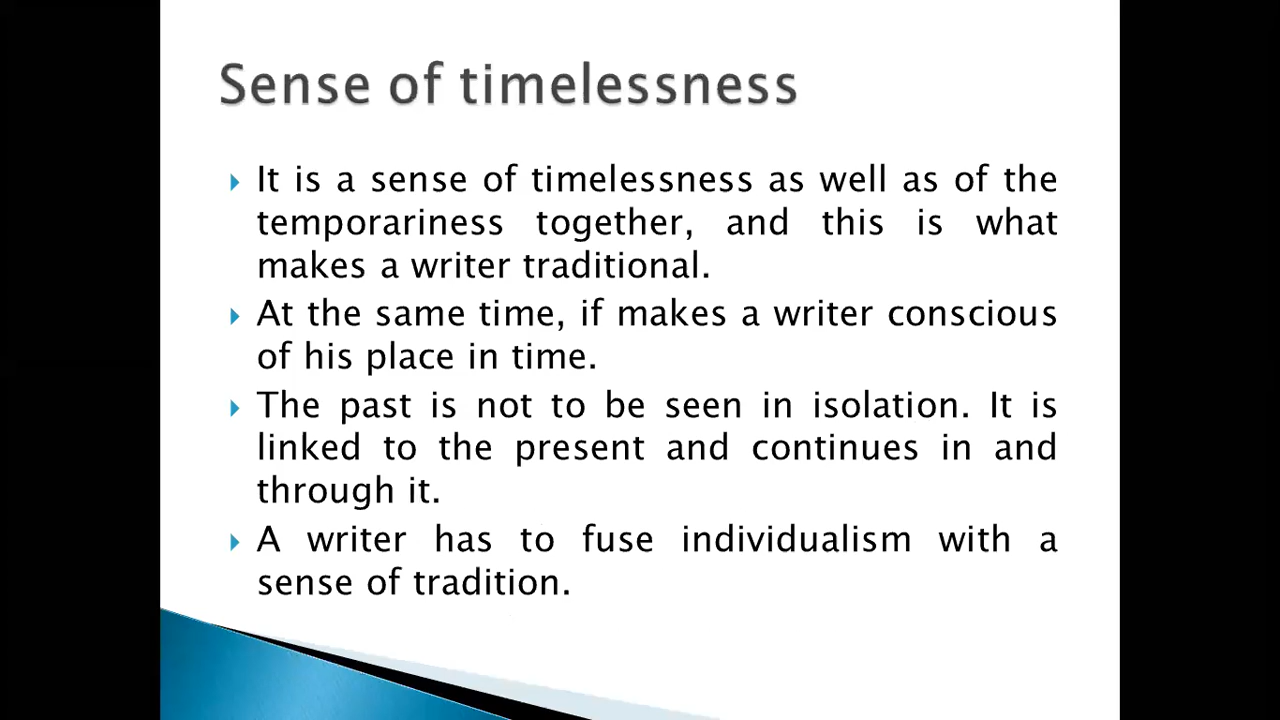 Sense of timelessness
It is a sense of timelessness as well as of the
temporariness together, and this is what
makes a writer traditional.
At the same time, if makes a writer conscious
of his place in time.
The past is not to be seen in isolation. It is
linked to the present and continues in and
through it.
A writer has to fuse individualism with a
sense of tradition.